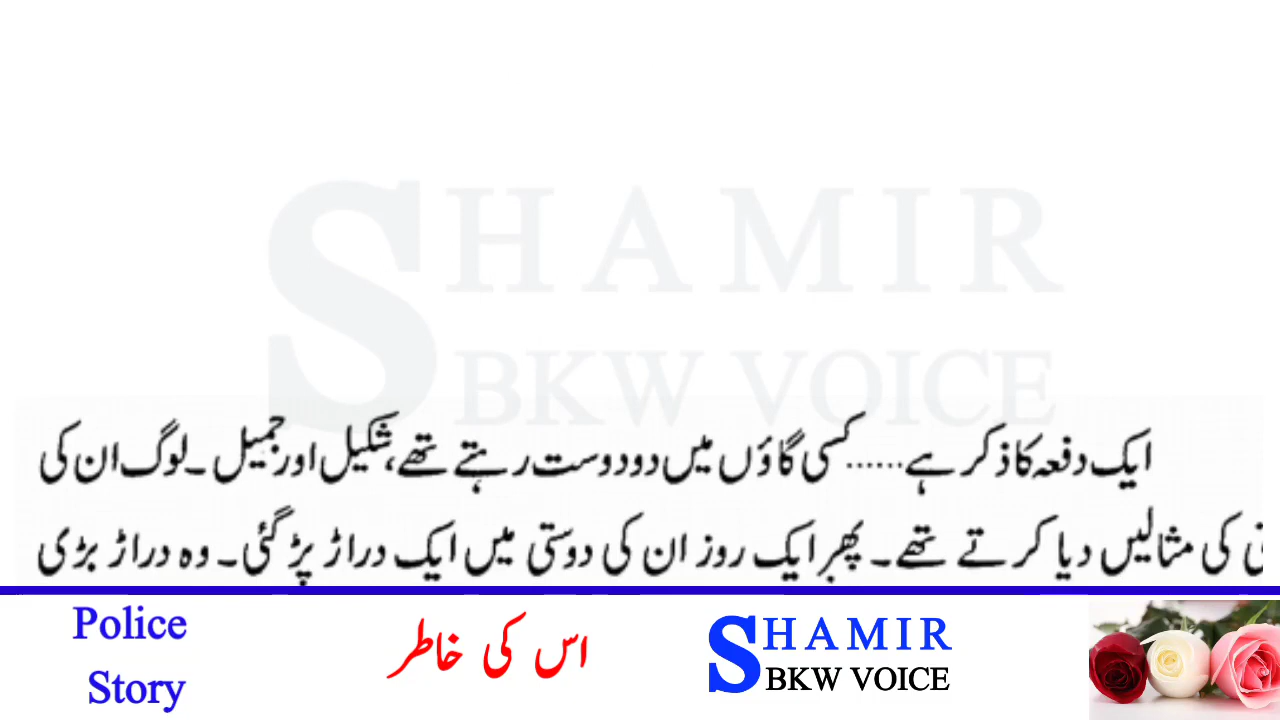 SHAMIR
BKW VOICE
ایک دفعہ کا ذکر ہے……کسی گاؤں میں دو دوست رہتے تھے، شکیل اور جمیل۔ لوگ ان کی
کی مثالیں دیا کرتے تھے۔ پھر ایک روز ان کی دوستی میں ایک دراڑ پڑ گئی۔ وہ دراڑ بڑی
Police
Story
اس کی خاطر
SHAMIR
BKW VOICE